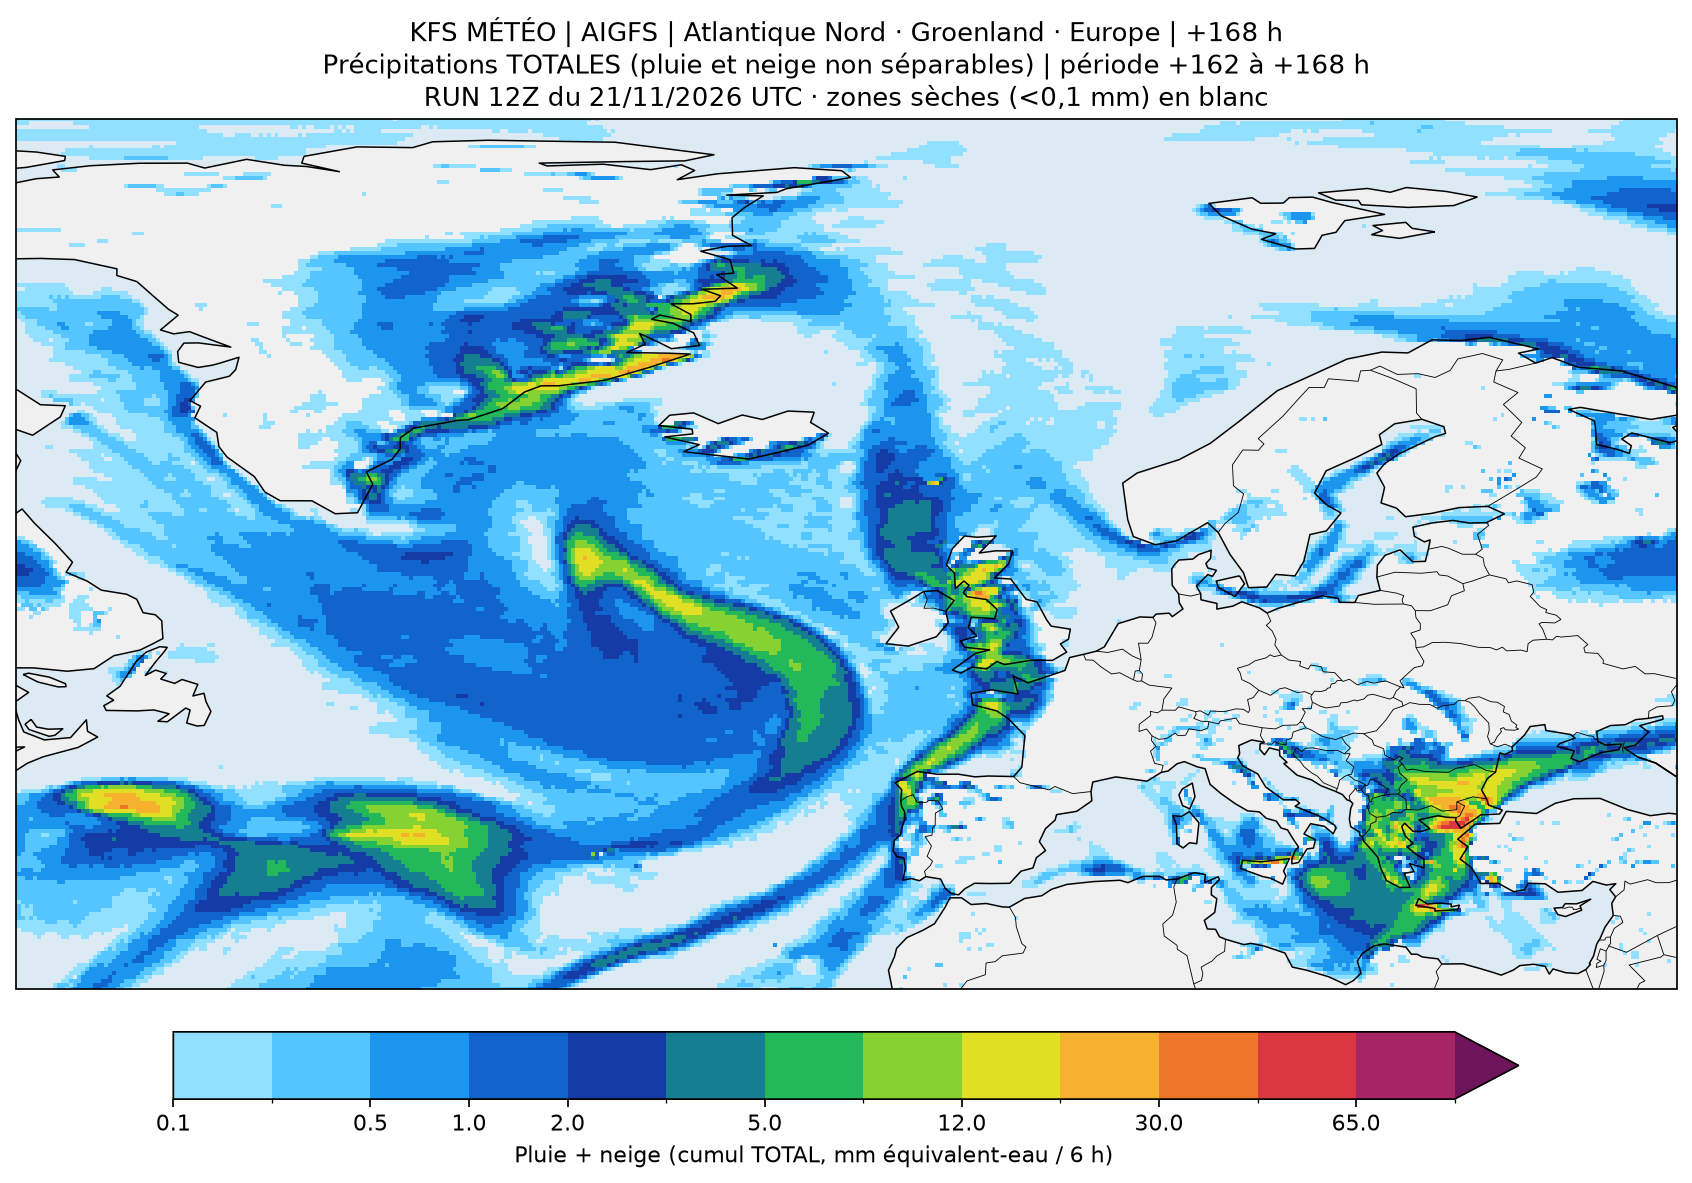 KFS MÉTÉO | AIGFS | Atlantique Nord · Groenland · Europe | +168 h
Précipitations TOTALES (pluie et neige non séparables) | période +162 à +168 h
RUN 12Z du 21/11/2026 UTC · zones sèches (<0,1 mm) en blanc
0.1 0.5 1.0 2.0 5.0 12.0 30.0 65.0
Pluie + neige (cumul TOTAL, mm équivalent-eau / 6 h)